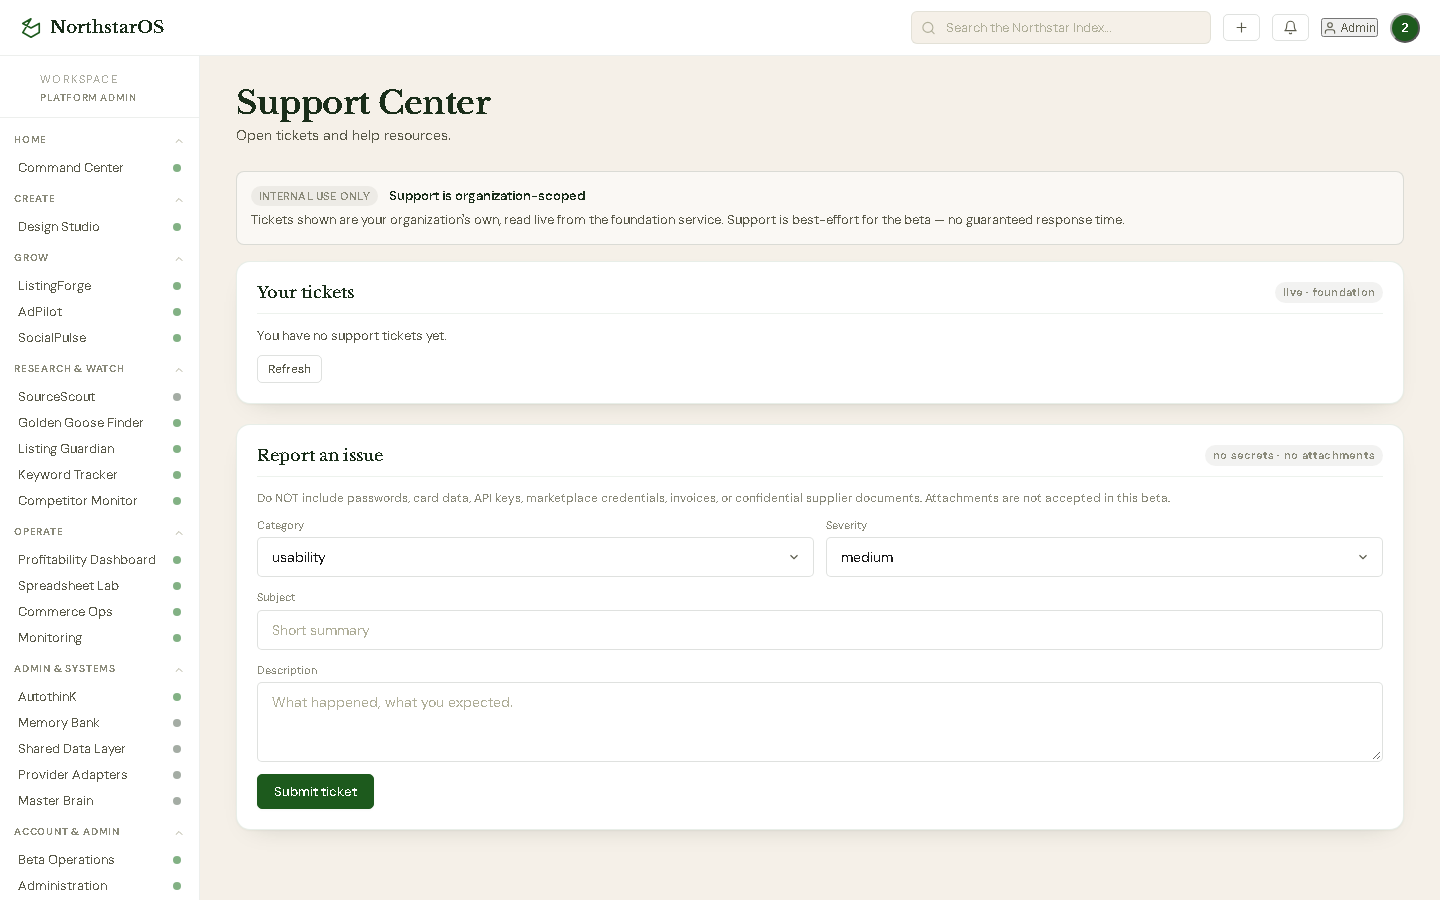 NorthstarOS
Search the Northstar Index...
Admin
2
WORKSPACE
PLATFORM ADMIN
HOME
Command Center
CREATE
Design Studio
GROW
ListingForge
AdPilot
SocialPulse
RESEARCH & WATCH
SourceScout
Golden Goose Finder
Listing Guardian
Keyword Tracker
Competitor Monitor
OPERATE
Profitability Dashboard
Spreadsheet Lab
Commerce Ops
Monitoring
ADMIN & SYSTEMS
AutothinK
Memory Bank
Shared Data Layer
Provider Adapters
Master Brain
ACCOUNT & ADMIN
Beta Operations
Administration
Support Center
Open tickets and help resources.
INTERNAL USE ONLY Support is organization-scoped
Tickets shown are your organization's own, read live from the foundation service. Support is best-effort for the beta — no guaranteed response time.
Your tickets
live · foundation
You have no support tickets yet.
Refresh
Report an issue
no secrets · no attachments
Do NOT include passwords, card data, API keys, marketplace credentials, invoices, or confidential supplier documents. Attachments are not accepted in this beta.
Category
Severity
usability
medium
Subject
Short summary
Description
What happened, what you expected.
Submit ticket